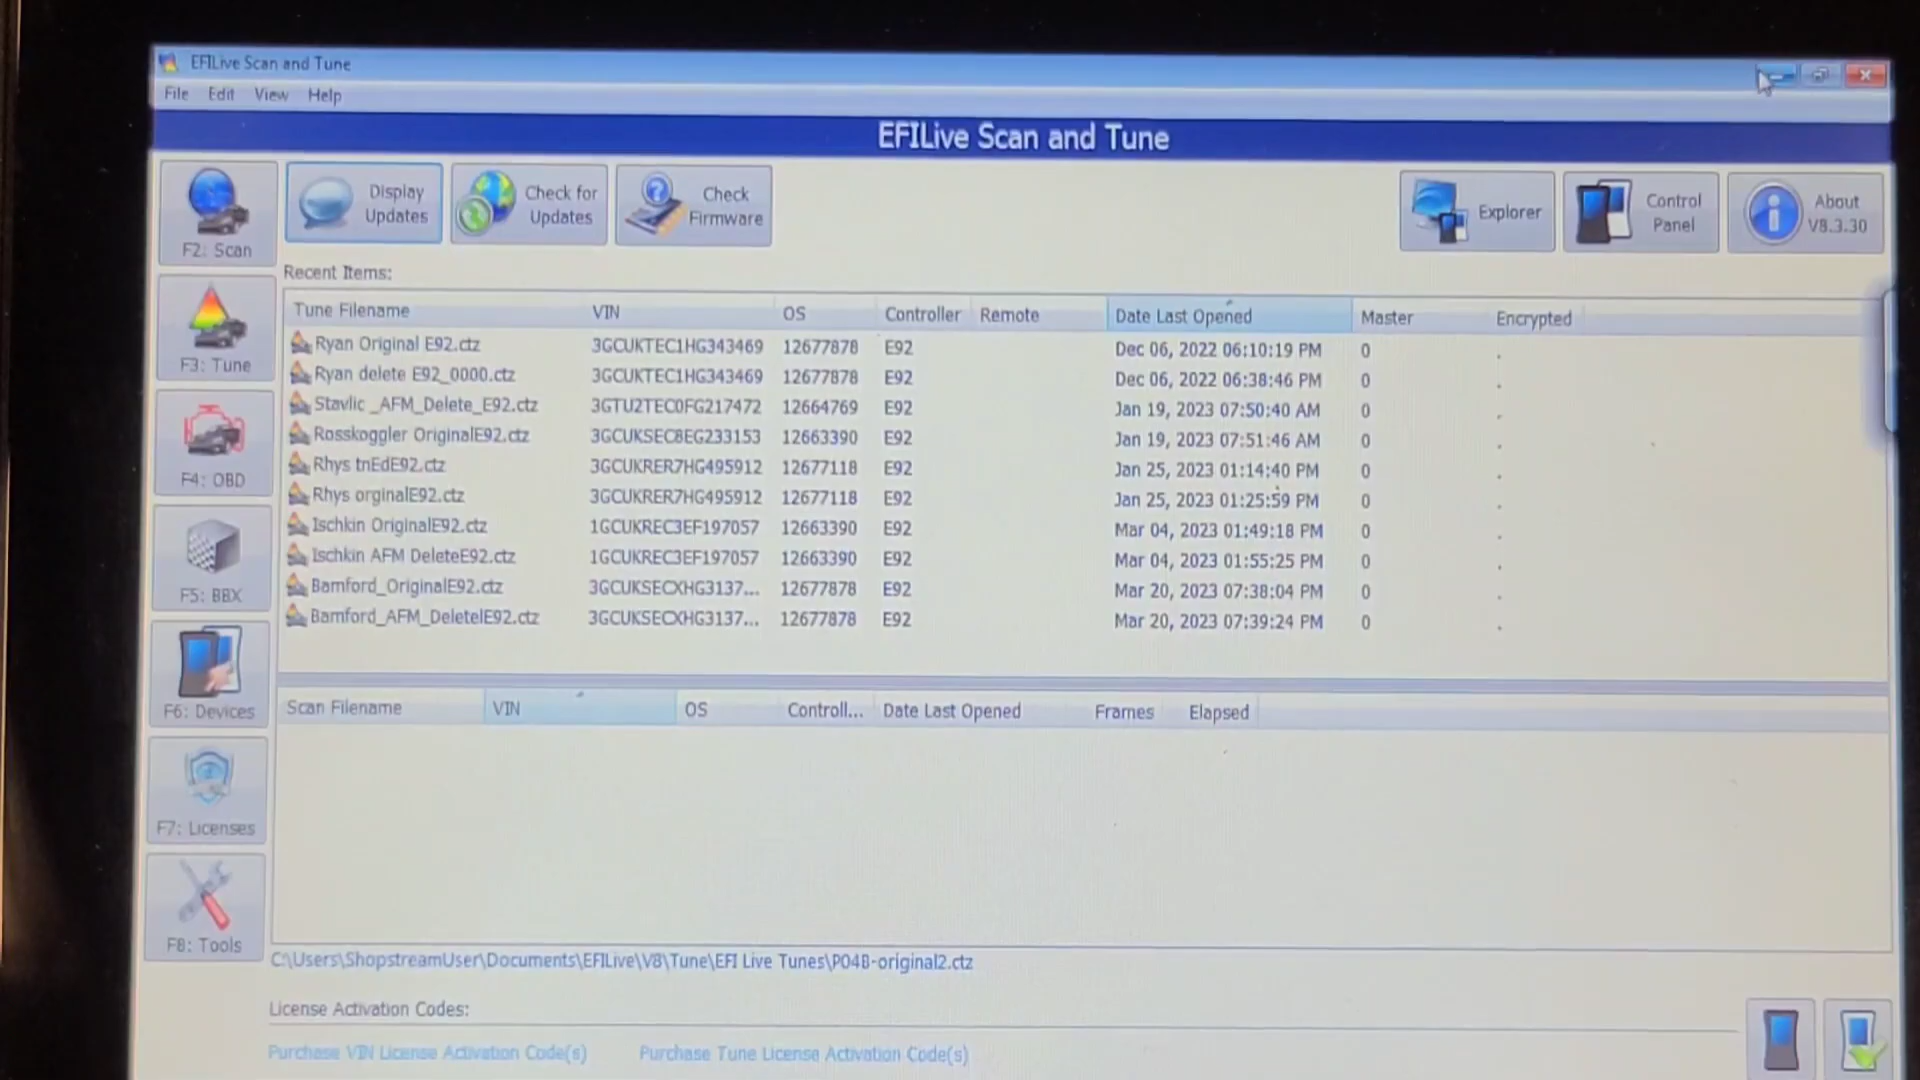 EFILive Scan and Tune
File Edit View Help
EFILive Scan and Tune
F2: Scan
Display Updates
Check for Updates
Check Firmware
Explorer
Control Panel
About V8.3.30
Recent Items:
Tune Filename VIN OS Controller Remote Date Last Opened Master Encrypted
Ryan Original E92.ctz 3GCUKTEC1HG343469 12677878 E92 Dec 06, 2022 06:10:19 PM 0 .
Ryan delete E92_0000.ctz 3GCUKTEC1HG343469 12677878 E92 Dec 06, 2022 06:38:46 PM 0 .
Stavlic _AFM_Delete_E92.ctz 3GTU2TEC0FG217472 12664769 E92 Jan 19, 2023 07:50:40 AM 0 .
Rosskoggler OriginalE92.ctz 3GCUKSEC8EG233153 12663390 E92 Jan 19, 2023 07:51:46 AM 0 .
Rhys tnEdE92.ctz 3GCUKRER7HG495912 12677118 E92 Jan 25, 2023 01:14:40 PM 0 .
Rhys orginalE92.ctz 3GCUKRER7HG495912 12677118 E92 Jan 25, 2023 01:25:59 PM 0 .
Ischkin OriginalE92.ctz 1GCUKREC3EF197057 12663390 E92 Mar 04, 2023 01:49:18 PM 0 .
Ischkin AFM DeleteE92.ctz 1GCUKREC3EF197057 12663390 E92 Mar 04, 2023 01:55:25 PM 0 .
Bamford_OriginalE92.ctz 3GCUKSECXHG3137... 12677878 E92 Mar 20, 2023 07:38:04 PM 0 .
Bamford_AFM_DeletelE92.ctz 3GCUKSECXHG3137... 12677878 E92 Mar 20, 2023 07:39:24 PM 0 .
F3: Tune
F4: OBD
F5: BBX
F6: Devices
F7: Licenses
F8: Tools
Scan Filename VIN OS Controll... Date Last Opened Frames Elapsed
C:\Users\ShopstreamUser\Documents\EFILive\V8\Tune\EFI Live Tunes\P04B-original2.ctz
License Activation Codes:
Purchase VIN License Activation Code(s) Purchase Tune License Activation Code(s)